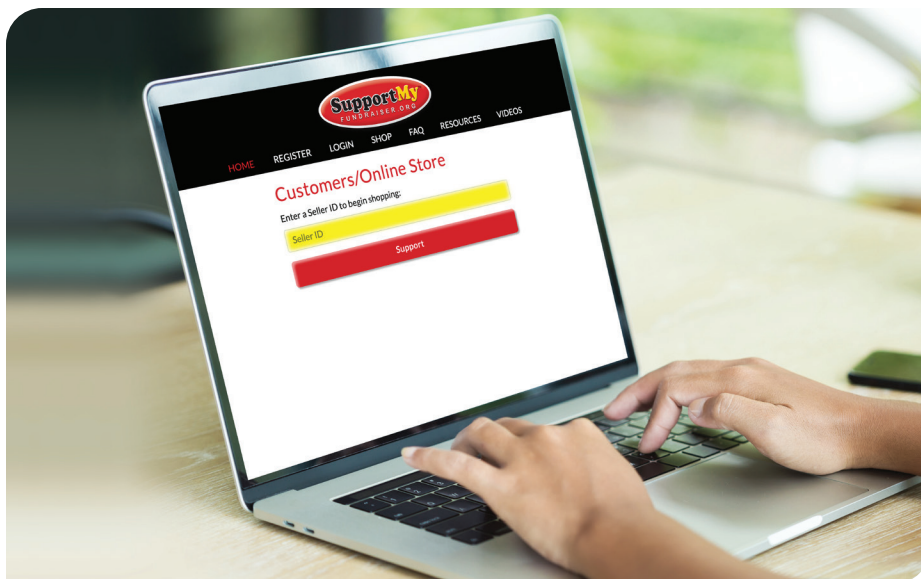 SupportMy
FUNDRAISER.ORG
HOME REGISTER LOGIN SHOP FAQ RESOURCES VIDEOS
Customers/Online Store
Enter a Seller ID to begin shopping:
Seller ID
Support